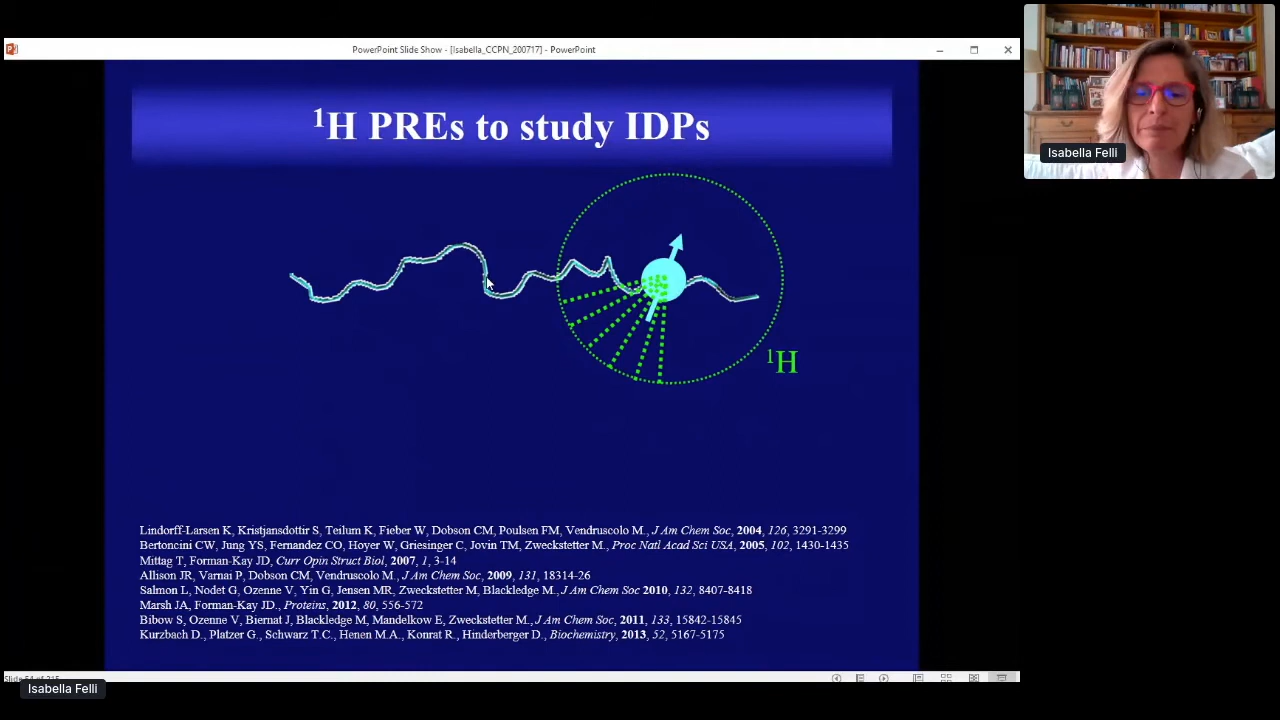 PowerPoint Slide Show - [Isabella_CCPN_200717] - PowerPoint
¹H PREs to study IDPs
Isabella Felli
¹H
Lindorff-Larsen K, Kristjansdottir S, Teilum K, Fieber W, Dobson CM, Poulsen FM, Vendruscolo M., J Am Chem Soc, 2004, 126, 3291-3299
Bertoncini CW, Jung YS, Fernandez CO, Hoyer W, Griesinger C, Jovin TM, Zweckstetter M., Proc Natl Acad Sci USA, 2005, 102, 1430-1435
Mittag T, Forman-Kay JD, Curr Opin Struct Biol, 2007, 1, 3-14
Allison JR, Varnai P, Dobson CM, Vendruscolo M., J Am Chem Soc, 2009, 131, 18314-26
Salmon L, Nodet G, Ozenne V, Yin G, Jensen MR, Zweckstetter M, Blackledge M., J Am Chem Soc 2010, 132, 8407-8418
Marsh JA, Forman-Kay JD., Proteins, 2012, 80, 556-572
Bibow S, Ozenne V, Biernat J, Blackledge M, Mandelkow E, Zweckstetter M., J Am Chem Soc, 2011, 133, 15842-15845
Kurzbach D., Platzer G., Schwarz T.C., Henen M.A., Konrat R., Hinderberger D., Biochemistry, 2013, 52, 5167-5175
Isabella Felli